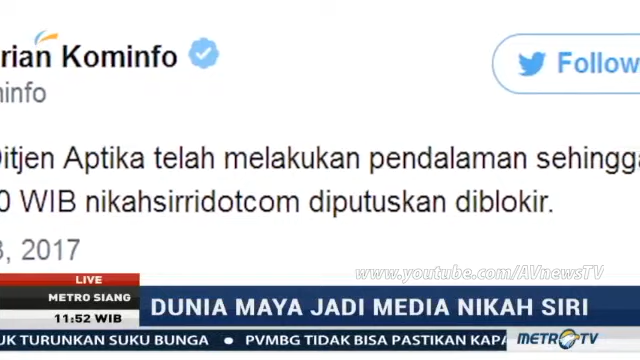 rian Kominfo
Follow
ninfo
Ditjen Aptika telah melakukan pendalaman sehingga
0 WIB nikahsirridotcom diputuskan diblokir.
3, 2017
www.youtube.com/AVnewsTV
LIVE
METRO SIANG
11:52 WIB
DUNIA MAYA JADI MEDIA NIKAH SIRI
UK TURUNKAN SUKU BUNGA • PVMBG TIDAK BISA PASTIKAN KAPA
METRO TV